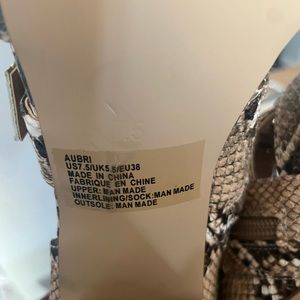 AUBRI
US7.5/UK5.5/EU38
MADE IN CHINA
FABRIQUE EN CHINE
UPPER: MAN MADE
INNERLINING/SOCK:MAN MADE
OUTSOLE: MAN MADE